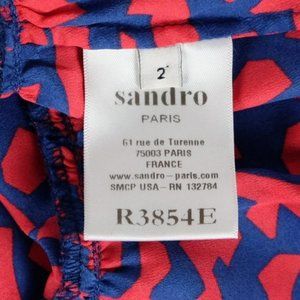 2
sandro
PARIS
61 rue de Turenne
75003 PARIS
FRANCE
www.sandro-paris.com
SMCP USA - RN 132784
R3854E